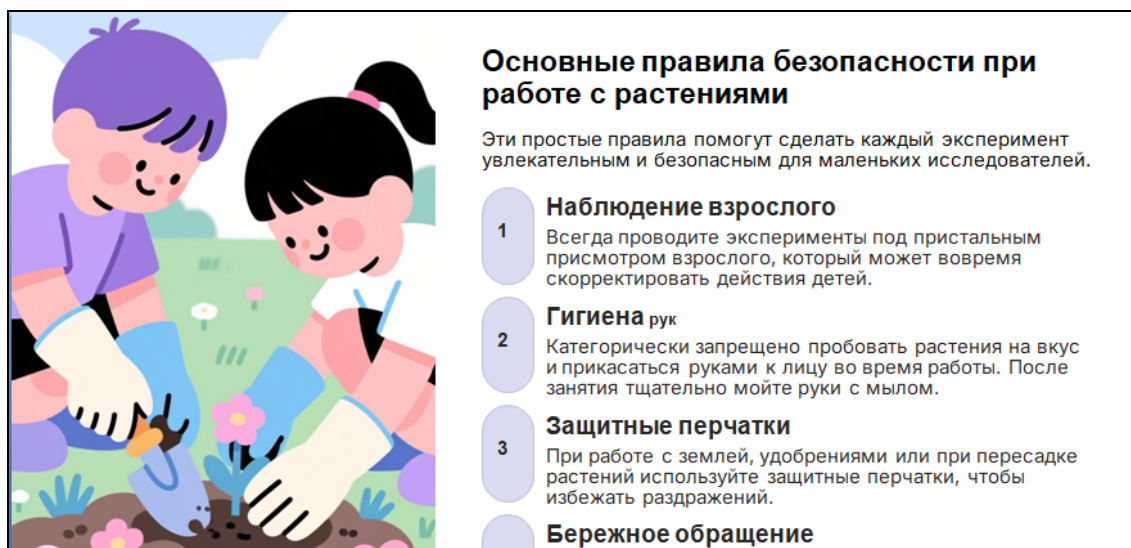 Основные правила безопасности при
работе с растениями
Эти простые правила помогут сделать каждый эксперимент
увлекательным и безопасным для маленьких исследователей.
1
Наблюдение взрослого
Всегда проводите эксперименты под пристальным
присмотром взрослого, который может вовремя
скорректировать действия детей.
2
Гигиена рук
Категорически запрещено пробовать растения на вкус
и прикасаться руками к лицу во время работы. После
занятия тщательно мойте руки с мылом.
3
Защитные перчатки
При работе с землей, удобрениями или при пересадке
растений используйте защитные перчатки, чтобы
избежать раздражений.
Бережное обращение